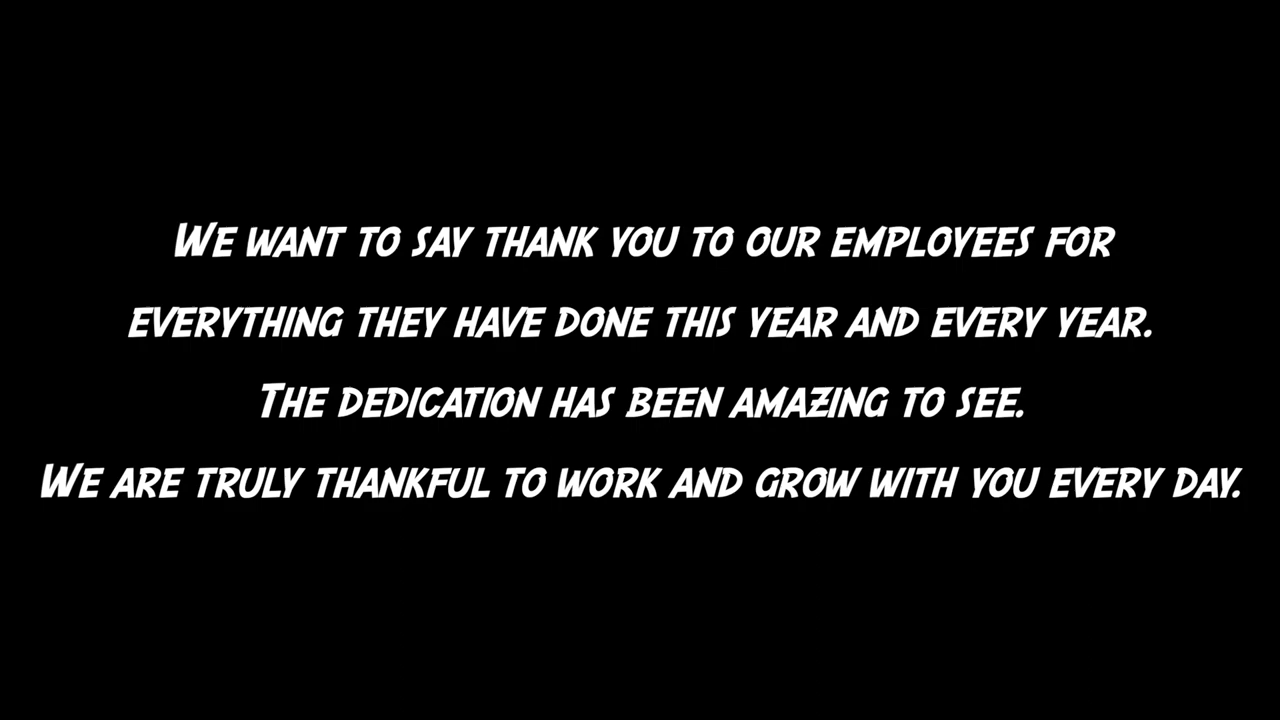 We want to say thank you to our employees for
everything they have done this year and every year.
The dedication has been amazing to see.
We are truly thankful to work and grow with you every day.